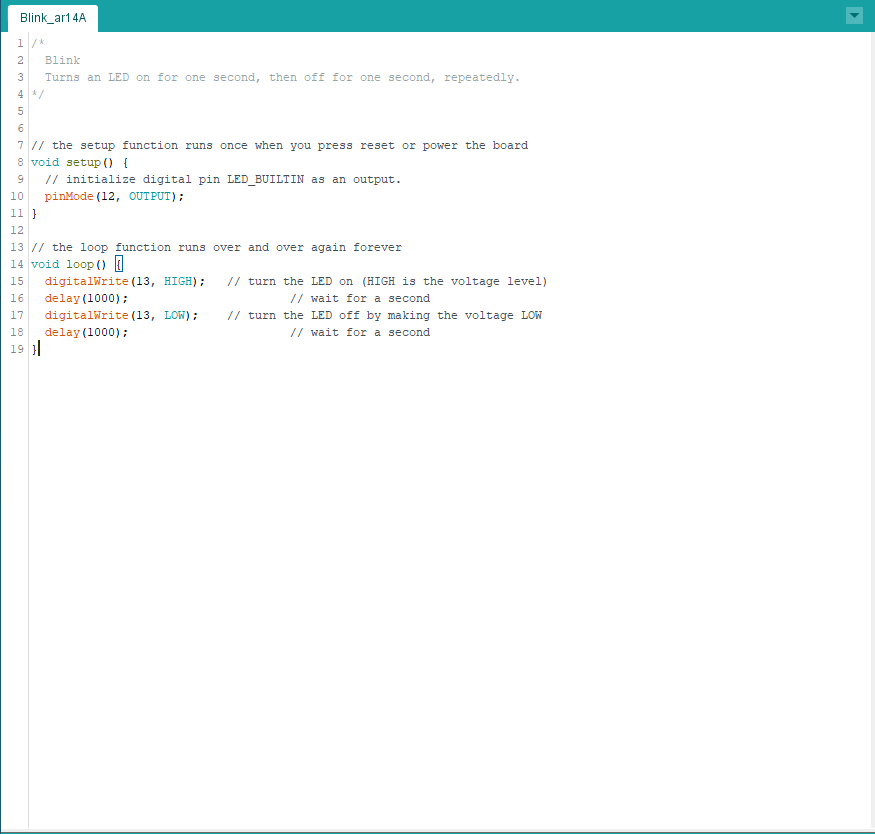 Blink_ar14A
1 /*
2   Blink
3   Turns an LED on for one second, then off for one second, repeatedly.
4 */
5
6
7 // the setup function runs once when you press reset or power the board
8 void setup() {
9   // initialize digital pin LED_BUILTIN as an output.
10   pinMode(12, OUTPUT);
11 }
12
13 // the loop function runs over and over again forever
14 void loop() {
15   digitalWrite(13, HIGH);   // turn the LED on (HIGH is the voltage level)
16   delay(1000);                       // wait for a second
17   digitalWrite(13, LOW);    // turn the LED off by making the voltage LOW
18   delay(1000);                       // wait for a second
19 }